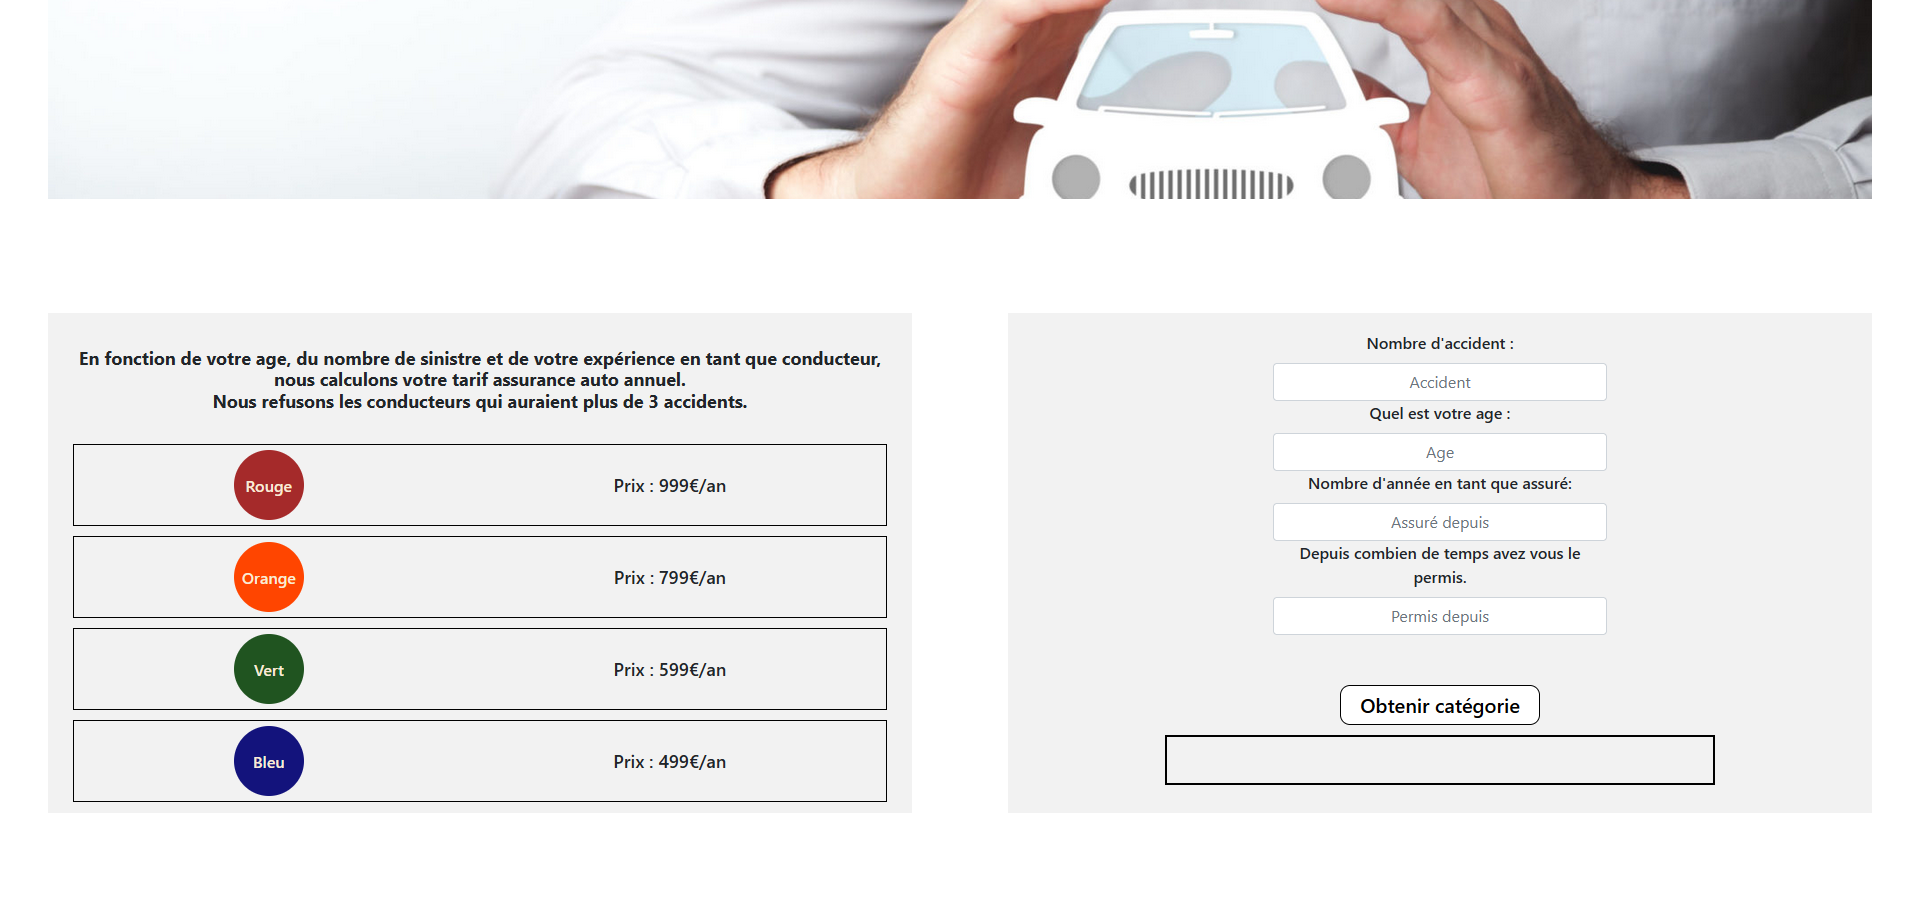 En fonction de votre age, du nombre de sinistre et de votre expérience en tant que conducteur,
nous calculons votre tarif assurance auto annuel.
Nous refusons les conducteurs qui auraient plus de 3 accidents.
Rouge
Prix : 999€/an
Orange
Prix : 799€/an
Vert
Prix : 599€/an
Bleu
Prix : 499€/an
Nombre d'accident :
Accident
Quel est votre age :
Age
Nombre d'année en tant que assuré:
Assuré depuis
Depuis combien de temps avez vous le
permis.
Permis depuis
Obtenir catégorie